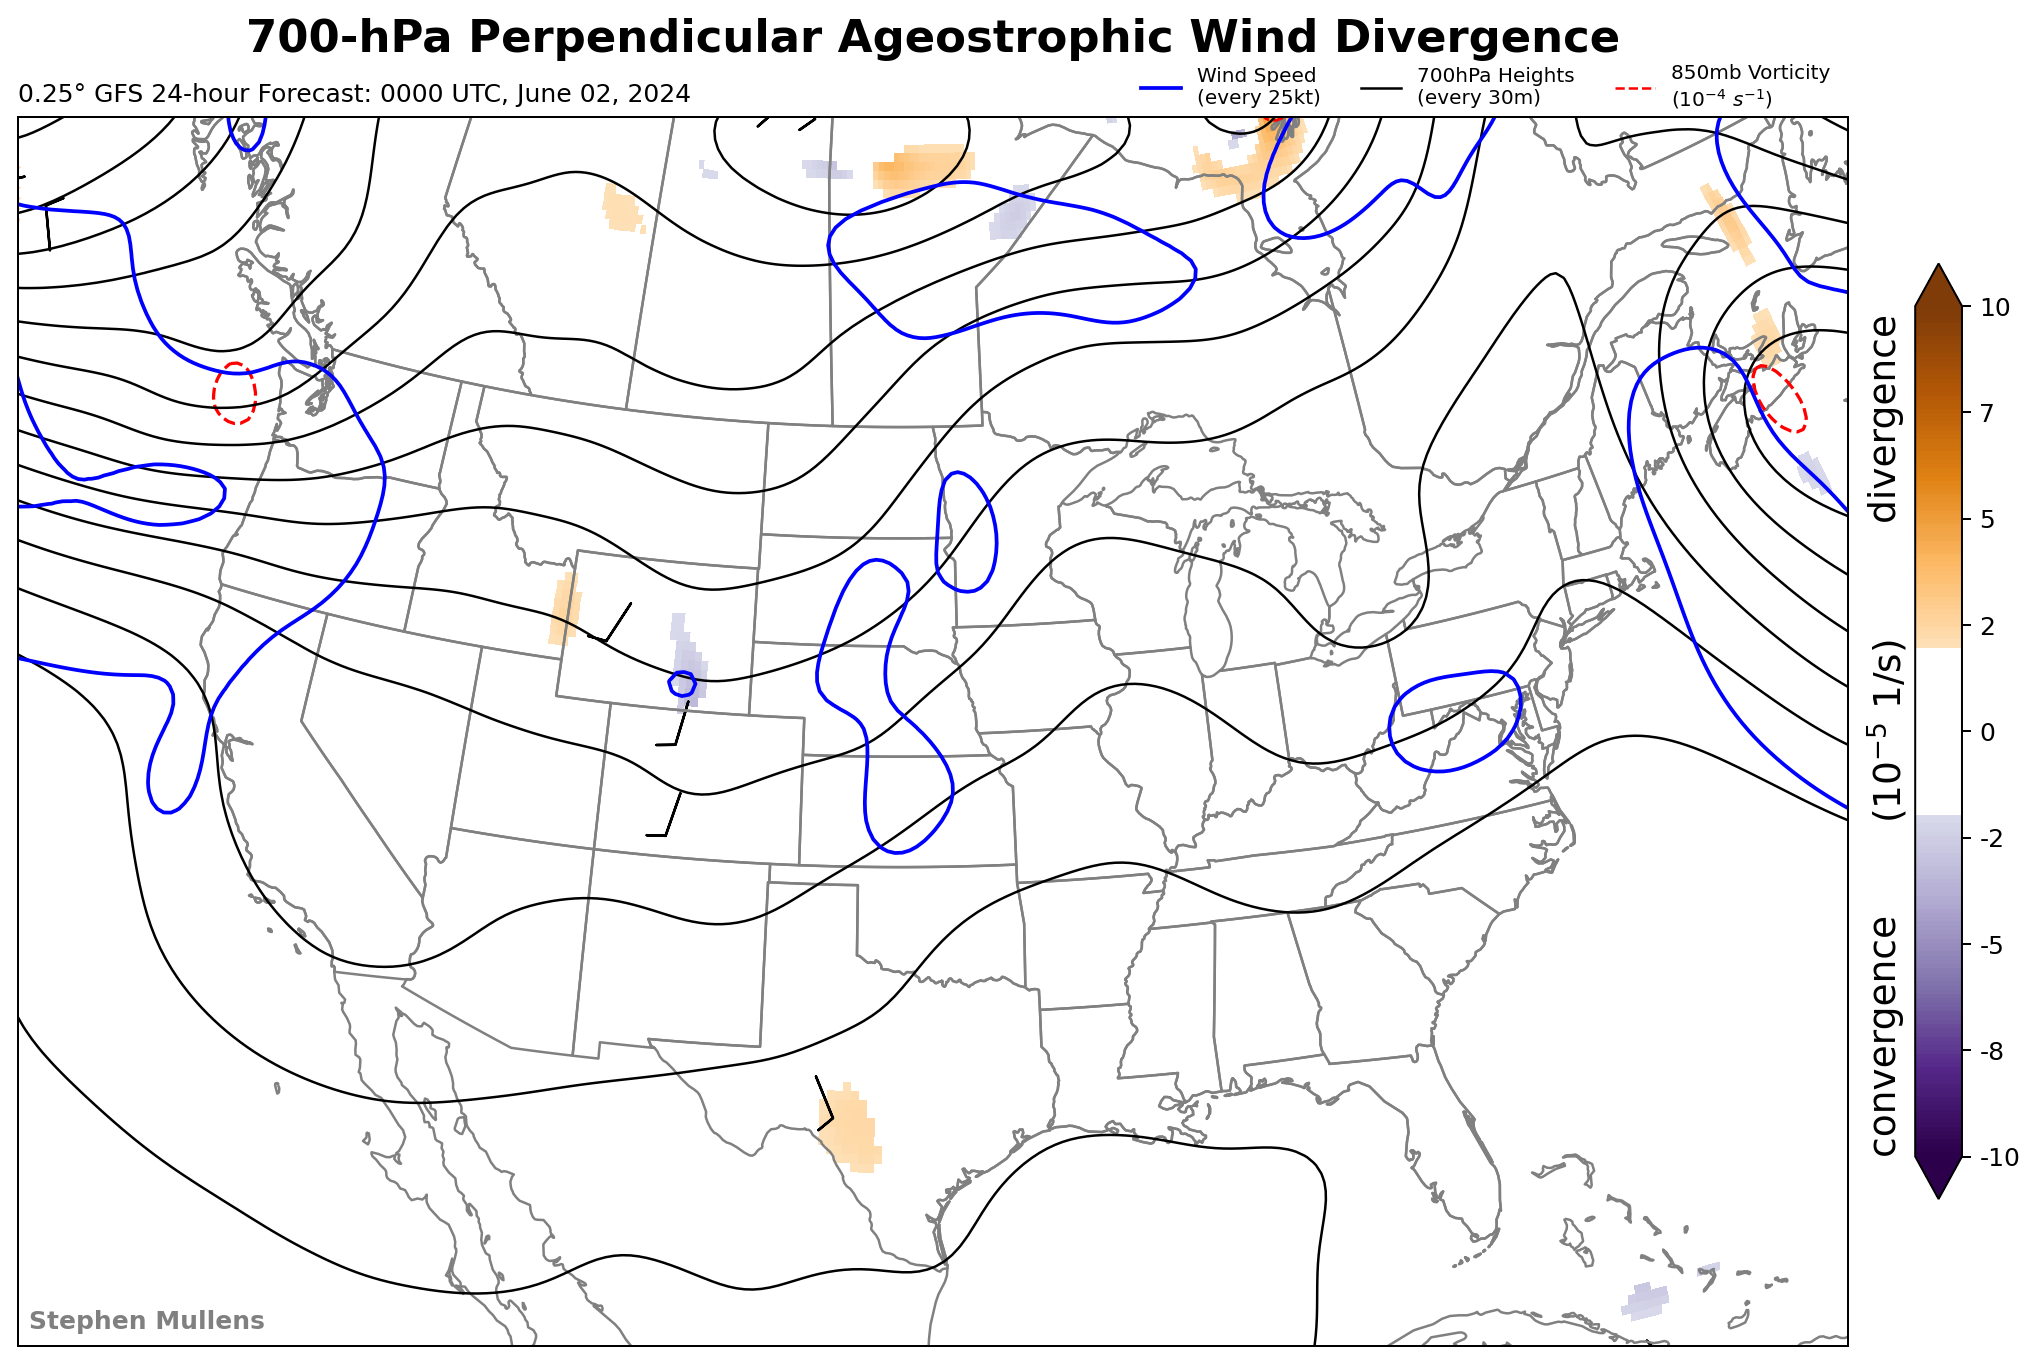 700-hPa Perpendicular Ageostrophic Wind Divergence
0.25° GFS 24-hour Forecast: 0000 UTC, June 02, 2024
Wind Speed
(every 25kt)
700hPa Heights
(every 30m)
850mb Vorticity
(10⁻⁴ s⁻¹)
10
7
5
2
0
-2
-5
-8
-10
convergence (10⁻⁵ 1/s) divergence
Stephen Mullens